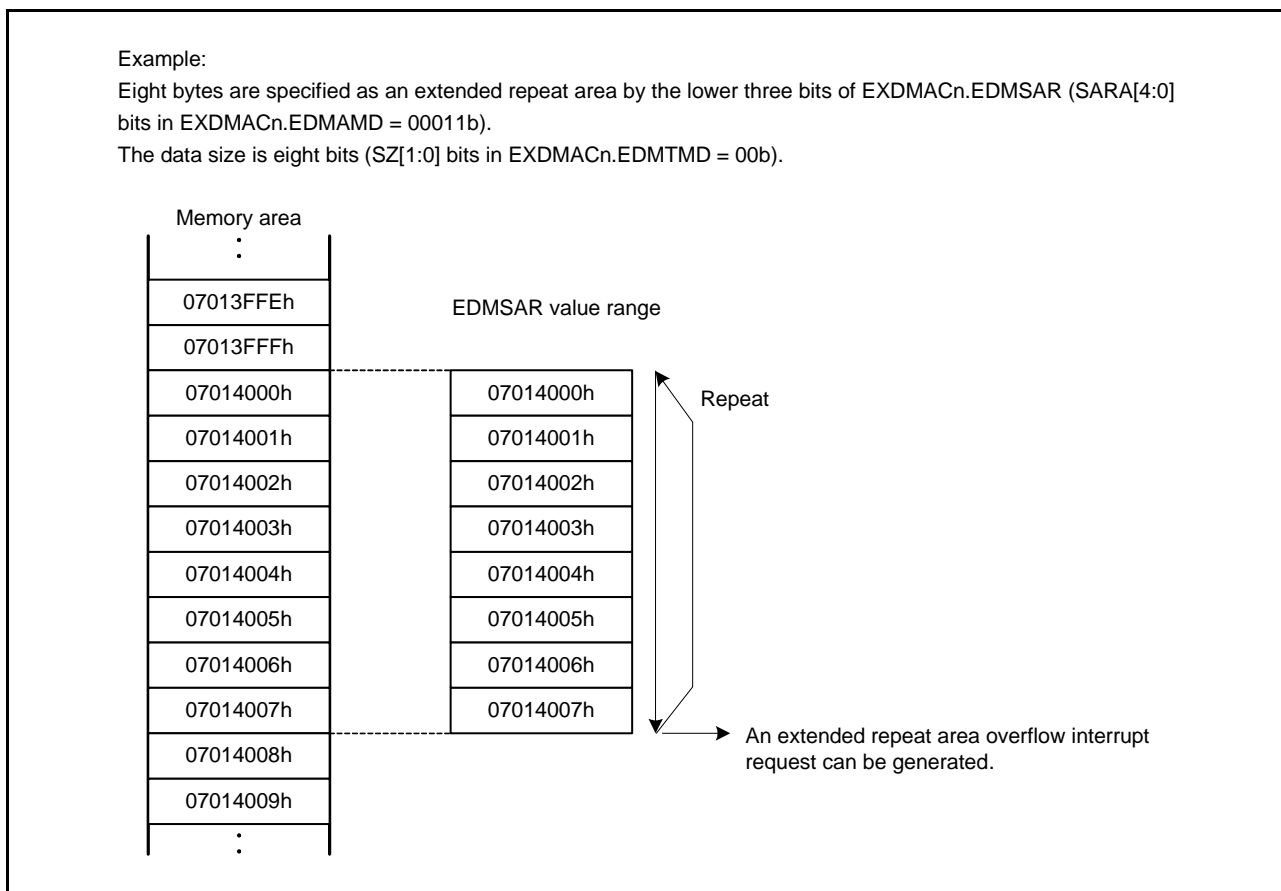 Example:
Eight bytes are specified as an extended repeat area by the lower three bits of EXDMACn.EDMSAR (SARA[4:0]
bits in EXDMACn.EDMAMD = 00011b).
The data size is eight bits (SZ[1:0] bits in EXDMACn.EDMTMD = 00b).
Memory area
07013FFEh
EDMSAR value range
07013FFFh
07014000h 07014000h
Repeat
07014001h 07014001h
07014002h 07014002h
07014003h 07014003h
07014004h 07014004h
07014005h 07014005h
07014006h 07014006h
07014007h 07014007h
An extended repeat area overflow interrupt
request can be generated.
07014008h
07014009h